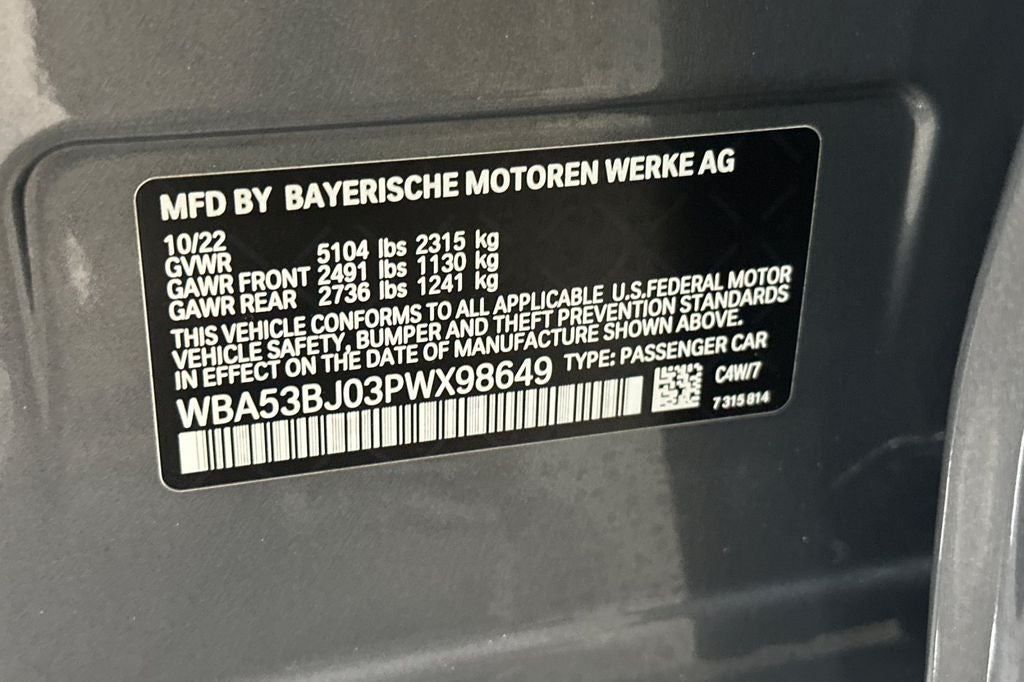 MFD BY BAYERISCHE MOTOREN WERKE AG
10/22
GVWR 5104 lbs 2315 kg
GAWR FRONT 2491 lbs 1130 kg
GAWR REAR 2736 lbs 1241 kg
THIS VEHICLE CONFORMS TO ALL APPLICABLE U.S.FEDERAL MOTOR
VEHICLE SAFETY, BUMPER AND THEFT PREVENTION STANDARDS
IN EFFECT ON THE DATE OF MANUFACTURE SHOWN ABOVE.
WBA53BJ03PWX98649 TYPE: PASSENGER CAR
C4W/7
7 315 814